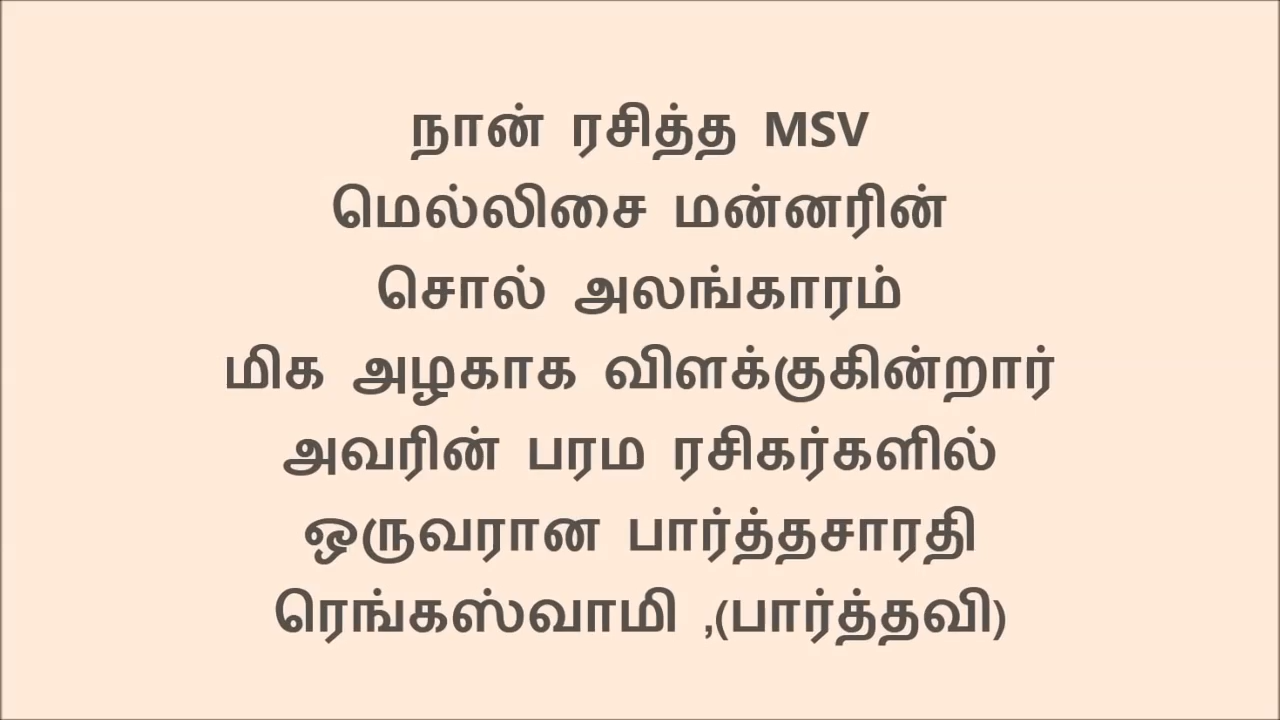 நான் ரசித்த MSV
மெல்லிசை மன்னரின்
சொல் அலங்காரம்
மிக அழகாக விளக்குகின்றார்
அவரின் பரம ரசிகர்களில்
ஒருவரான பார்த்தசாரதி
ரெங்கஸ்வாமி ,(பார்த்தவி)